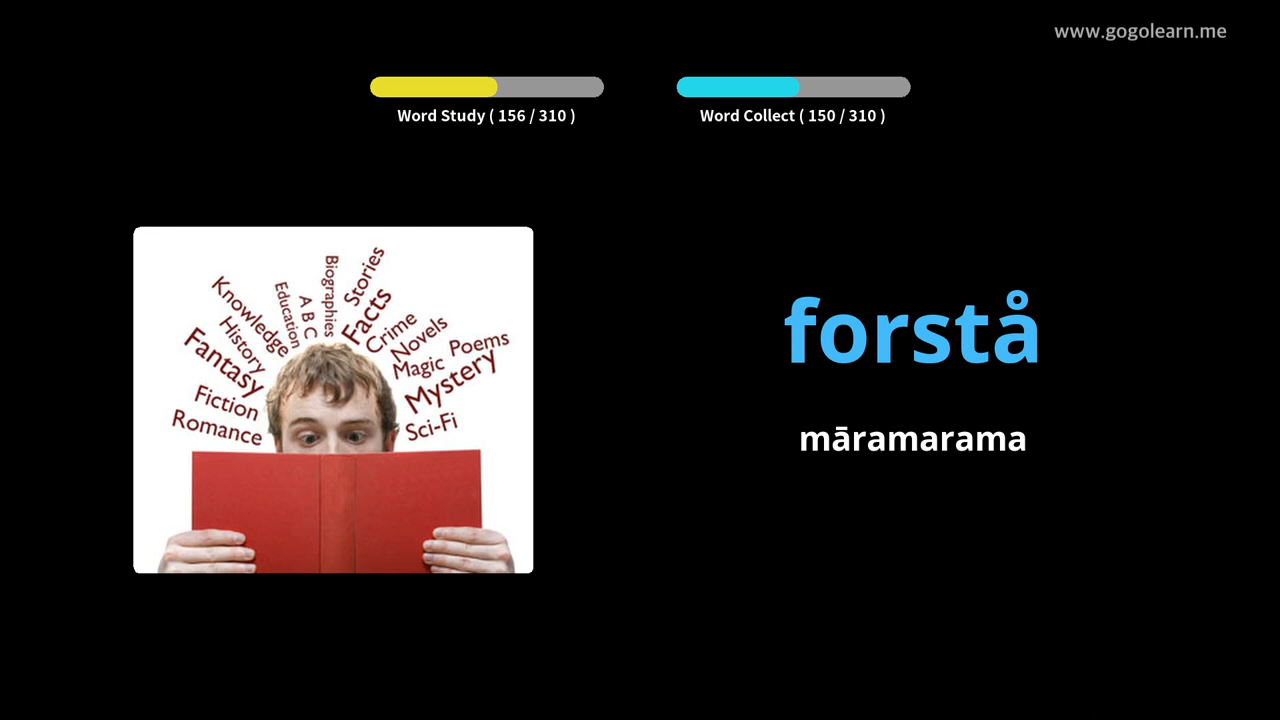 www.gogolearn.me
Word Study ( 156 / 310 )
Word Collect ( 150 / 310 )
Knowledge
History
Fantasy
Fiction
Romance
Education
A B C
Biographies
Stories
Facts
Crime
Novels
Magic
Poems
Mystery
Sci-Fi
forstå
māramarama